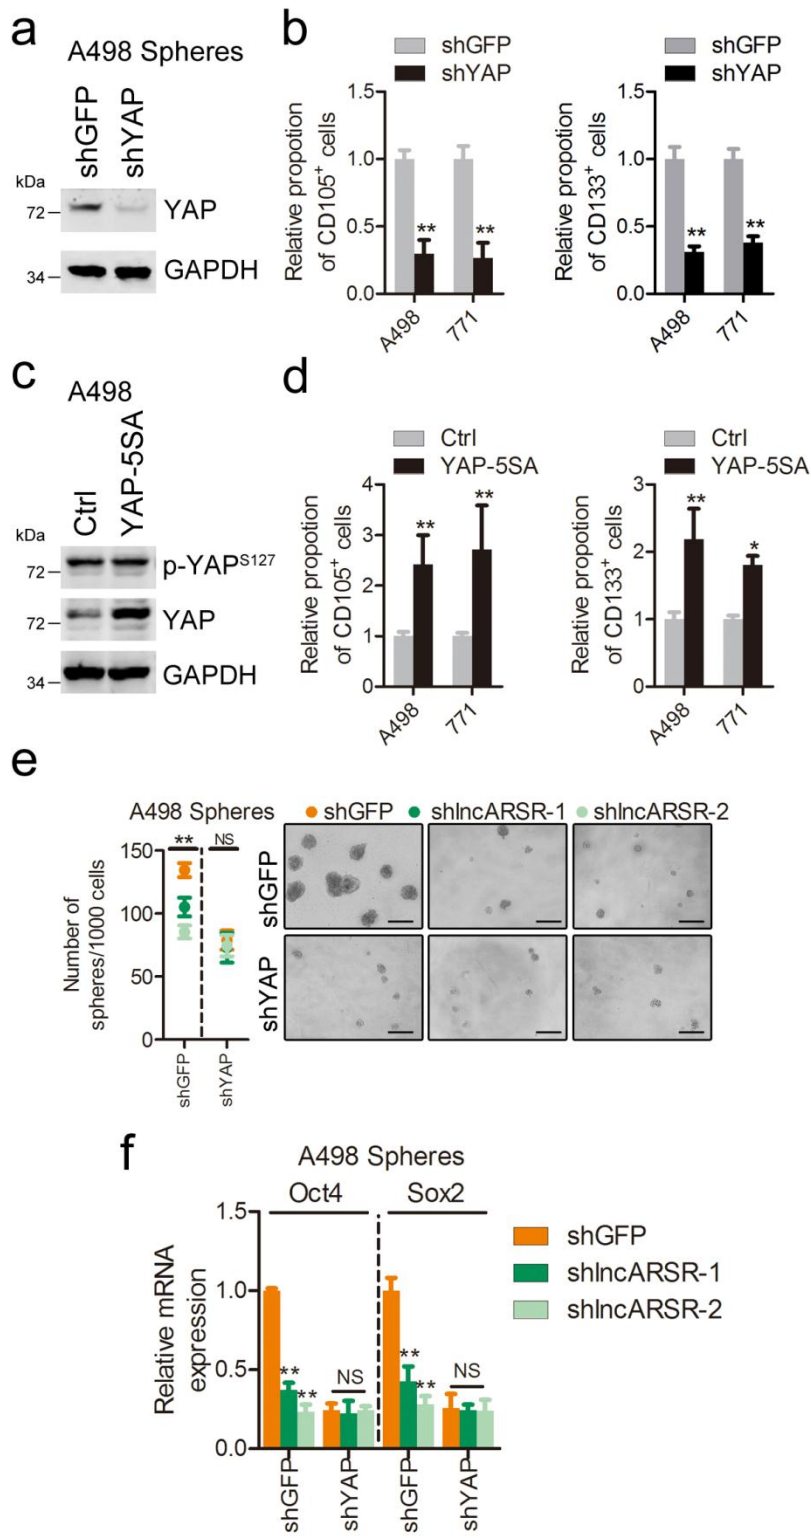 a
A498 Spheres
shGFP
shYAP
kDa
72
YAP
34
GAPDH
b
shGFP
shYAP
Relative propotion
of CD105+ cells
1.5
1.0
0.5
0.0
**
**
A498
771
shGFP
shYAP
Relative propotion
of CD133+ cells
1.5
1.0
0.5
0.0
**
**
A498
771
c
A498
Ctrl
YAP-5SA
kDa
72
p-YAPS127
72
YAP
34
GAPDH
d
Ctrl
YAP-5SA
Relative propotion
of CD105+ cells
4
3
2
1
0
**
**
A498
771
Ctrl
YAP-5SA
Relative propotion
of CD133+ cells
3
2
1
0
**
*
A498
771
e
A498 Spheres
shGFP
shlncARSR-1
shlncARSR-2
** NS
Number of
spheres/1000 cells
150
100
50
0
shGFP
shYAP
shGFP
shYAP
f
A498 Spheres
Oct4
Sox2
Relative mRNA
expression
1.5
1.0
0.5
0.0
**
**
NS
**
**
NS
shGFP
shYAP
shGFP
shYAP
shGFP
shlncARSR-1
shlncARSR-2